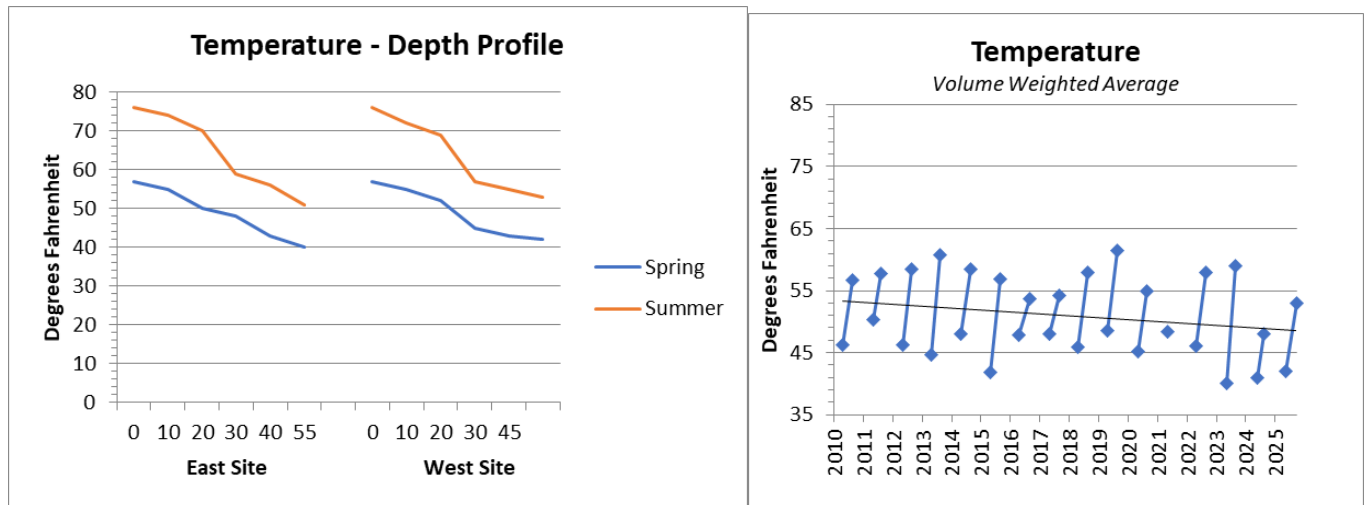 Temperature - Depth Profile
Degrees Fahrenheit
80
70
60
50
40
30
20
10
0
0 10 20 30 40 55 0 10 20 30 45
East Site West Site
Spring
Summer
Temperature
Volume Weighted Average
Degrees Fahrenheit
85
75
65
55
45
35
2010 2011 2012 2013 2014 2015 2016 2017 2018 2019 2020 2021 2022 2023 2024 2025